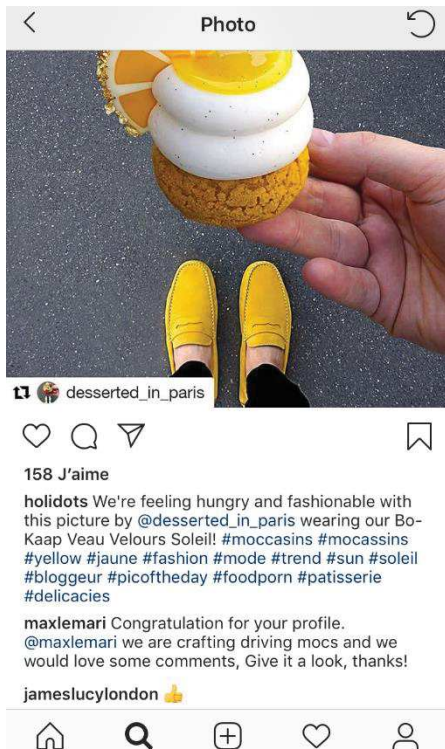 Photo
desserted_in_paris
158 J'aime
holidots We're feeling hungry and fashionable with
this picture by @desserted_in_paris wearing our Bo-
Kaap Veau Velours Soleil! #moccasins #mocassins
#yellow #jaune #fashion #mode #trend #sun #soleil
#bloggeur #picoftheday #foodporn #patisserie
#delicacies
maxlemari Congratulation for your profile.
@maxlemari we are crafting driving mocs and we
would love some comments, Give it a look, thanks!
jameslucylondon 👍